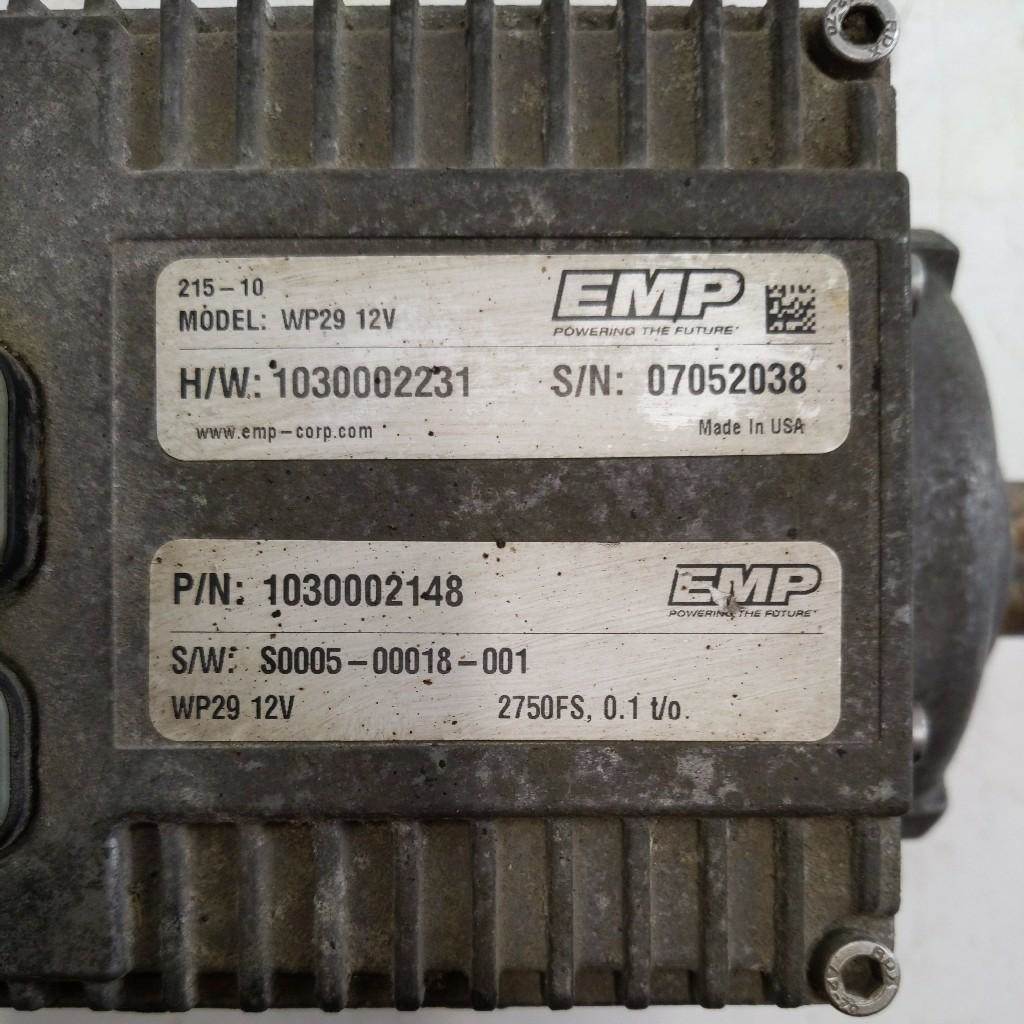 215-10
MODEL: WP29 12V
EMP
POWERING THE FUTURE
H/W: 1030002231 S/N: 07052038
www.emp-corp.com Made In USA
P/N: 1030002148
EMP
POWERING THE FUTURE
S/W: S0005-00018-001
WP29 12V 2750FS, 0.1 t/o